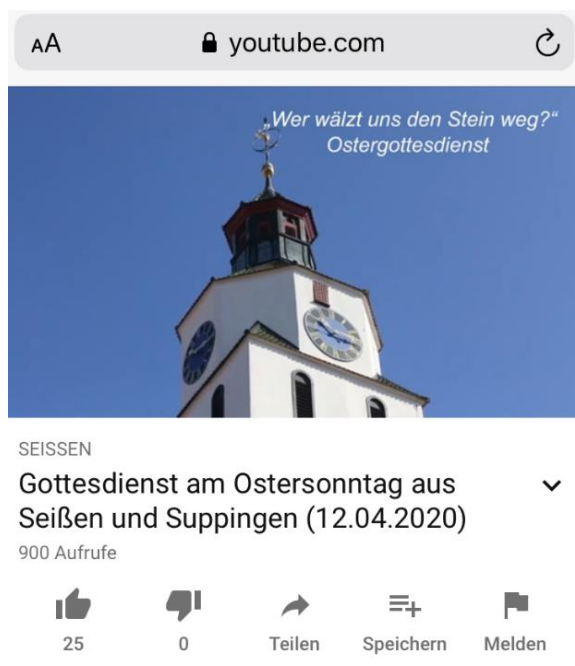 AA youtube.com
„Wer wälzt uns den Stein weg?“
Ostergottesdienst
SEISSEN
Gottesdienst am Ostersonntag aus
Seißen und Suppingen (12.04.2020)
900 Aufrufe
25 0 Teilen Speichern Melden